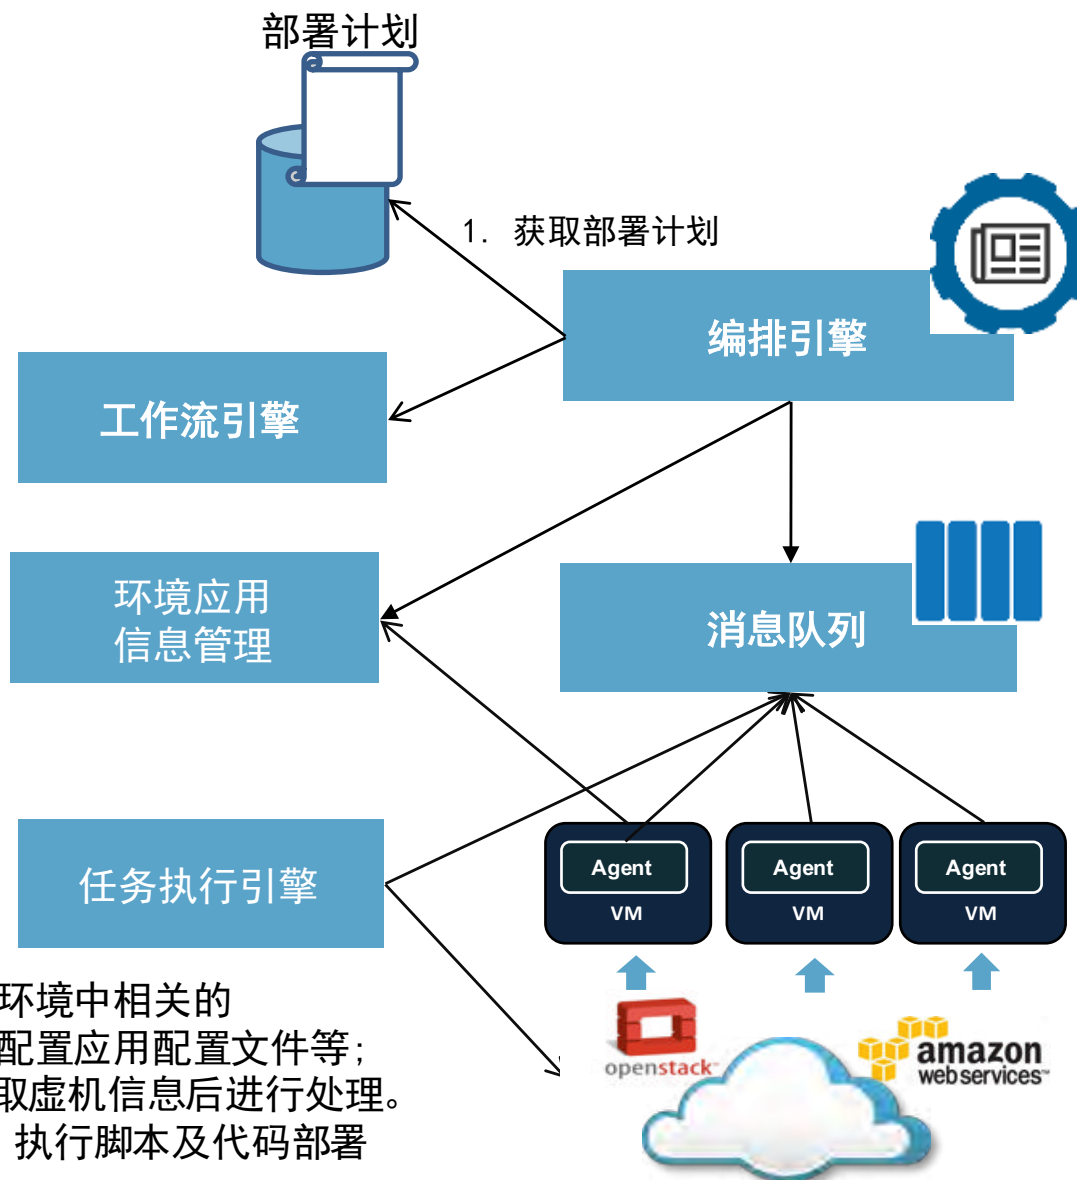 部署计划
1. 获取部署计划
编排引擎
工作流引擎
环境应用
信息管理
消息队列
任务执行引擎
Agent
VM
Agent
VM
Agent
VM
环境中相关的
配置应用配置文件等;
取虚机信息后进行处理。
执行脚本及代码部署
openstack
amazon
web services